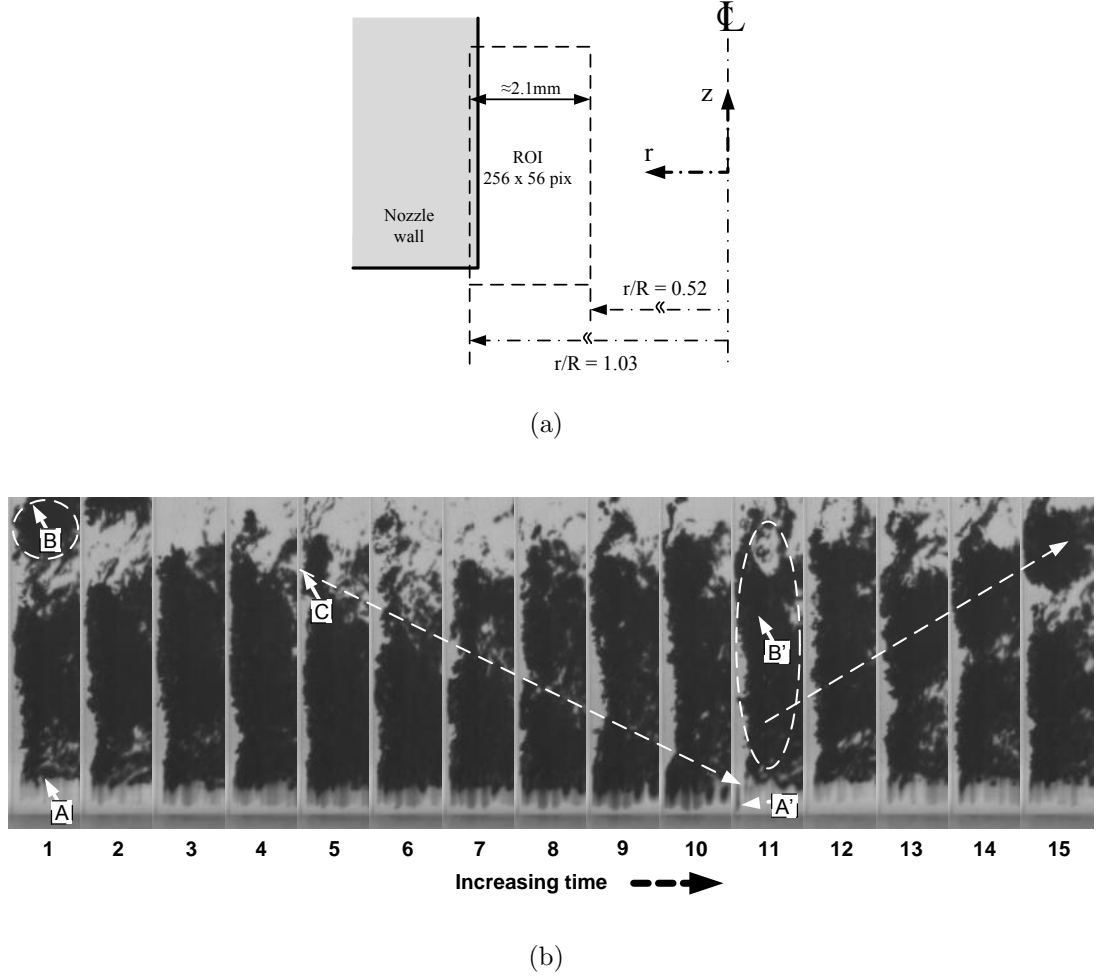 ℄
≈2.1mm
z
r
ROI
256 x 56 pix
Nozzle
wall
r/R = 0.52
r/R = 1.03
(a)
B
C
B'
A
A'
1 2 3 4 5 6 7 8 9 10 11 12 13 14 15
Increasing time
(b)